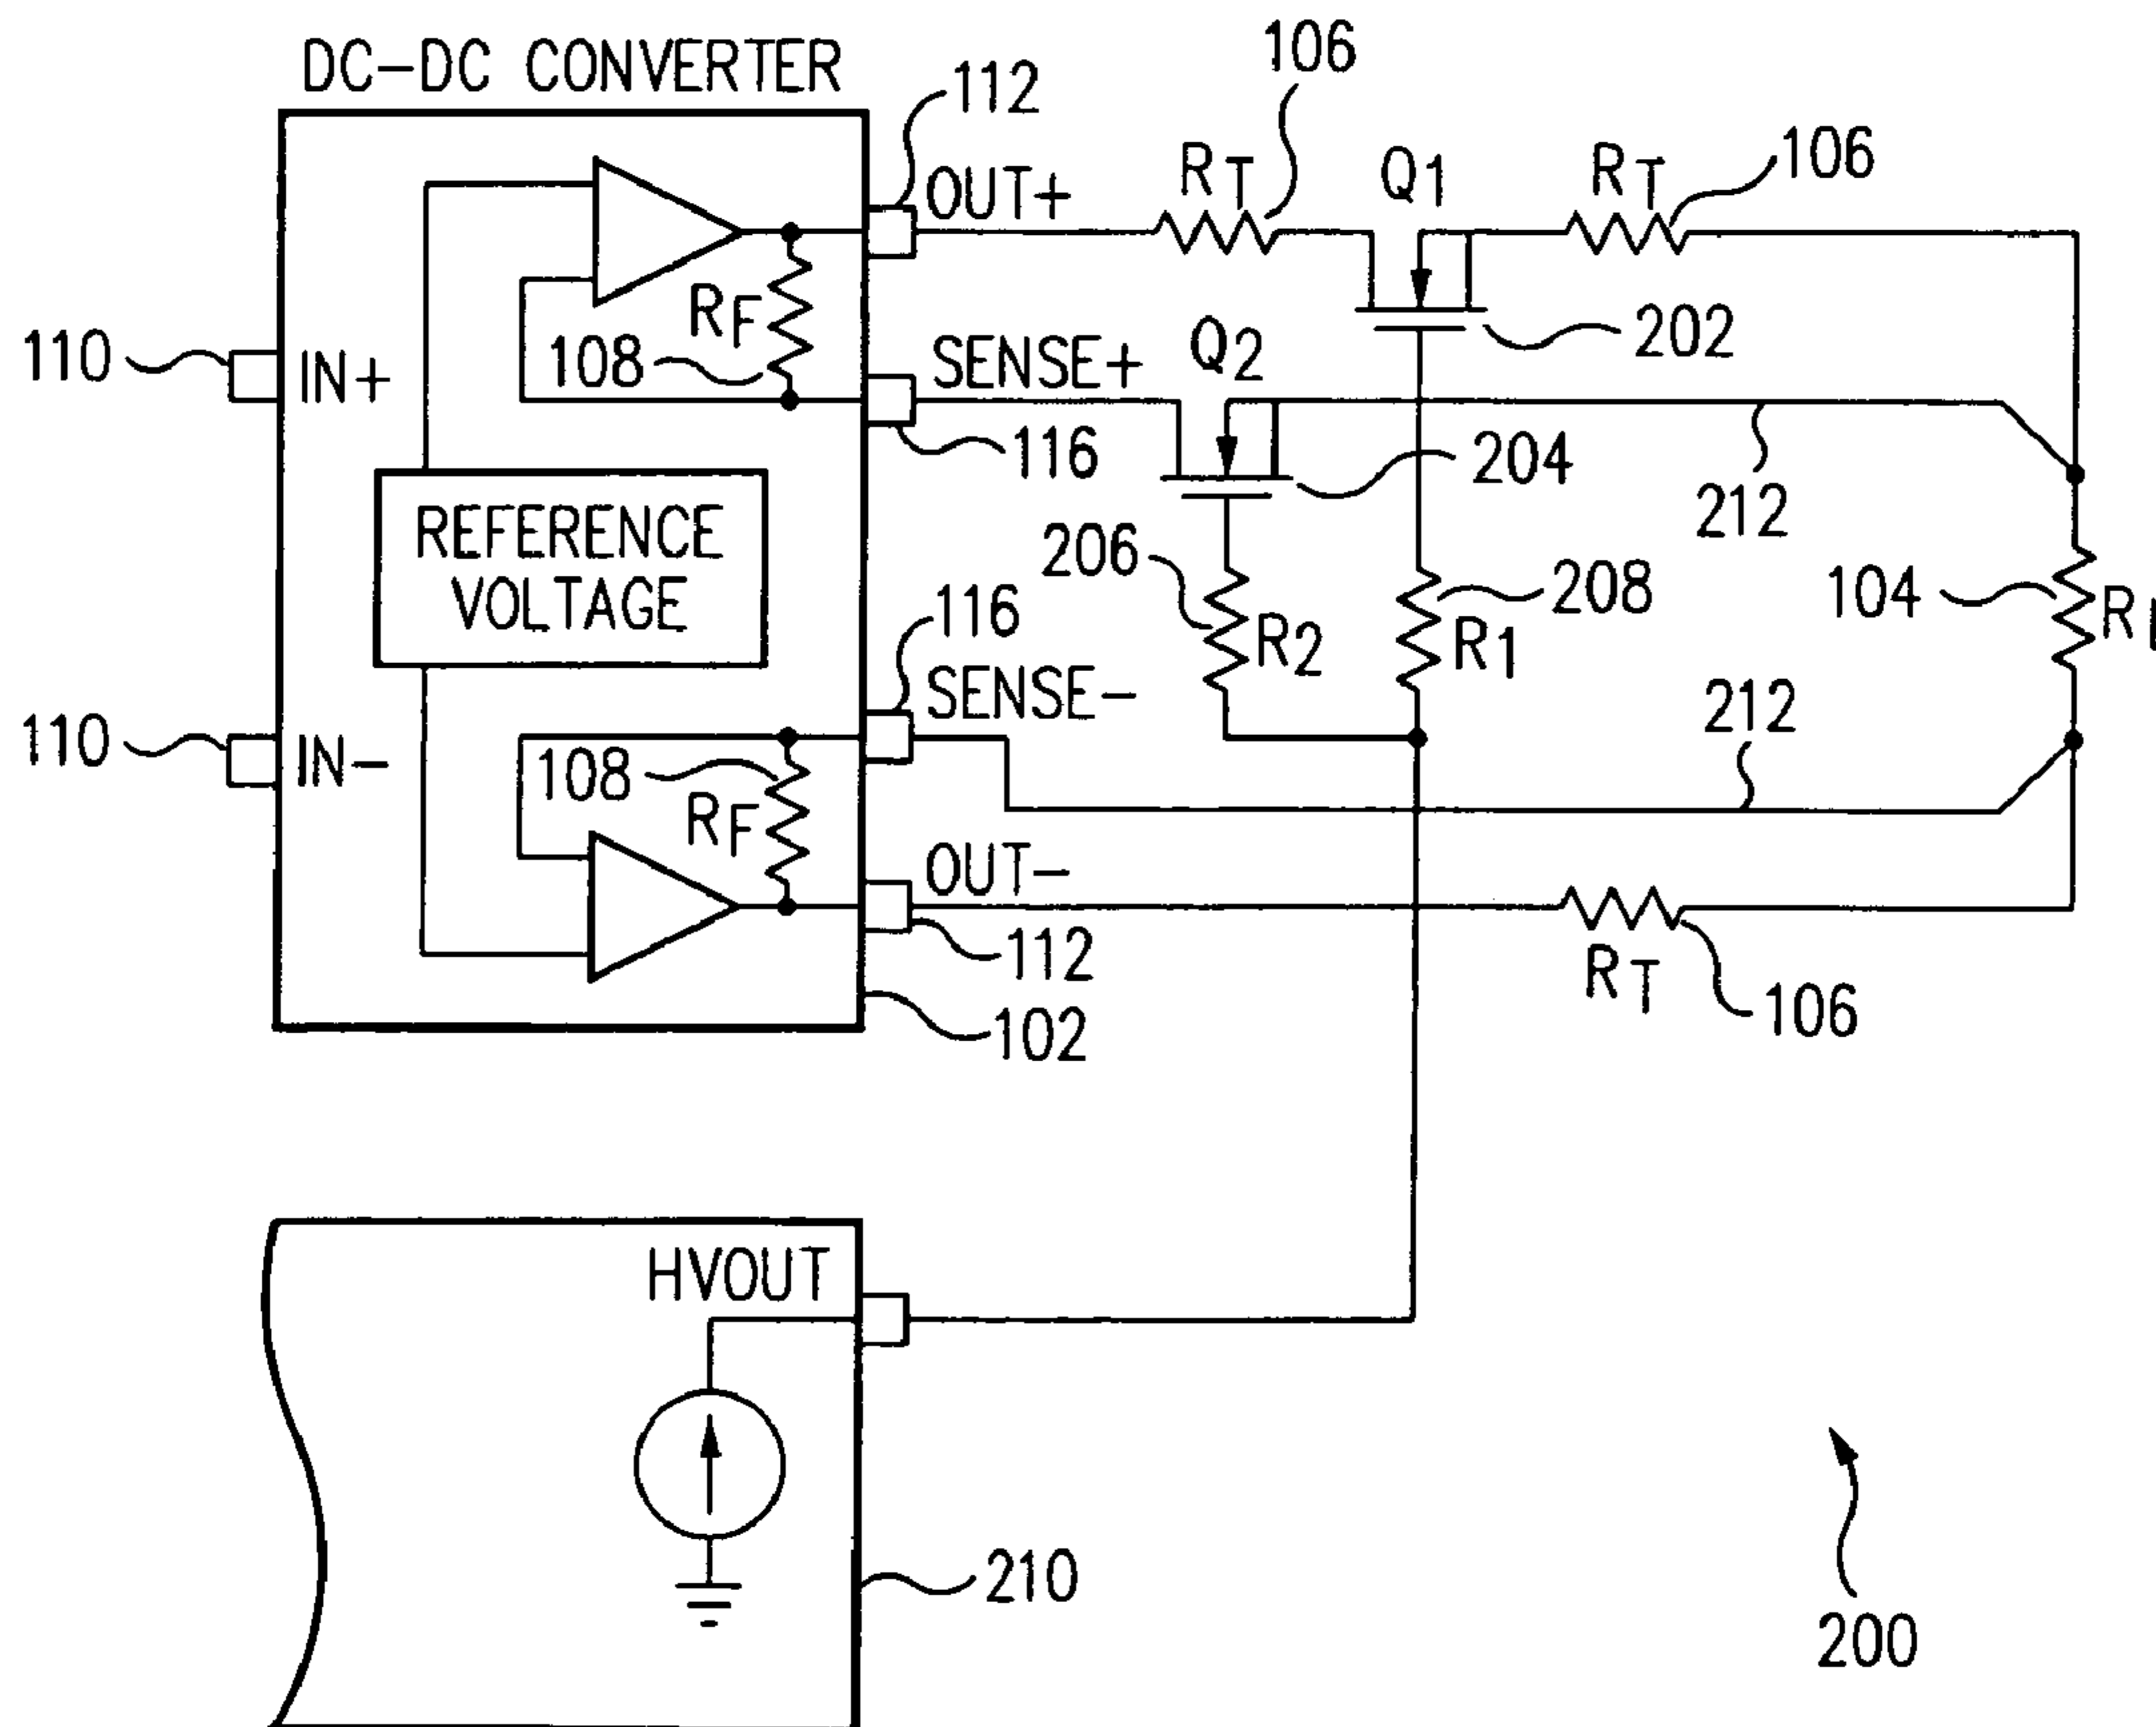 DC-DC CONVERTER
106
112
OUT+
RT
Q1
RT
106
RF
108
SENSE+
Q2
202
110
IN+
116
204
212
REFERENCE
VOLTAGE
206
R2
208
R1
104
116
SENSE-
212
110
IN-
108
RF
OUT-
112
RT
106
102
HVOUT
210
200